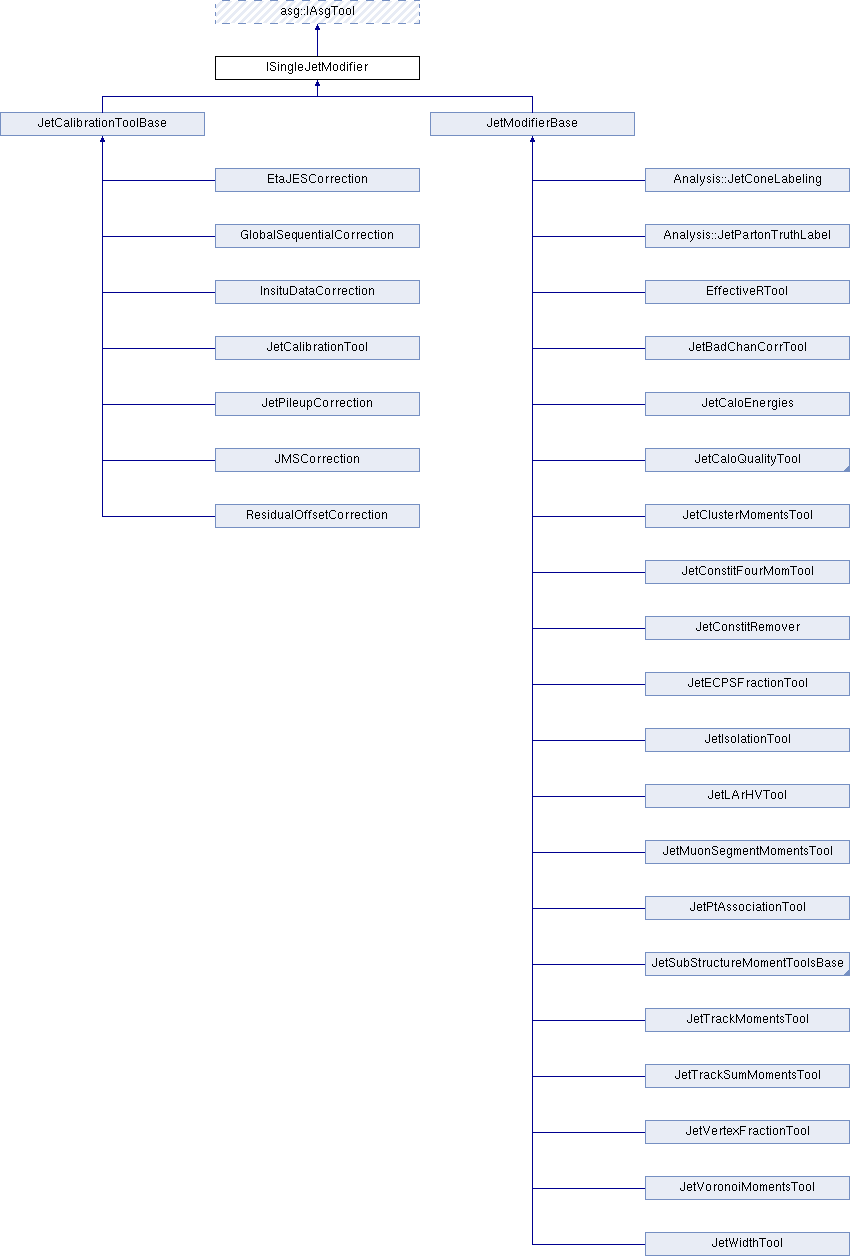 asg::IAsgTool
ISingleJetModifier
JetCalibrationToolBase
JetModifierBase
EtaJESCorrection
GlobalSequentialCorrection
InsituDataCorrection
JetCalibrationTool
JetPileupCorrection
JMSCorrection
ResidualOffsetCorrection
Analysis::JetConeLabeling
Analysis::JetPartonTruthLabel
EffectiveRTool
JetBadChanCorrTool
JetCaloEnergies
JetCaloQualityTool
JetClusterMomentsTool
JetConstitFourMomTool
JetConstitRemover
JetECPSFractionTool
JetIsolationTool
JetLArHVTool
JetMuonSegmentMomentsTool
JetPtAssociationTool
JetSubStructureMomentToolsBase
JetTrackMomentsTool
JetTrackSumMomentsTool
JetVertexFractionTool
JetVoronoiMomentsTool
JetWidthTool